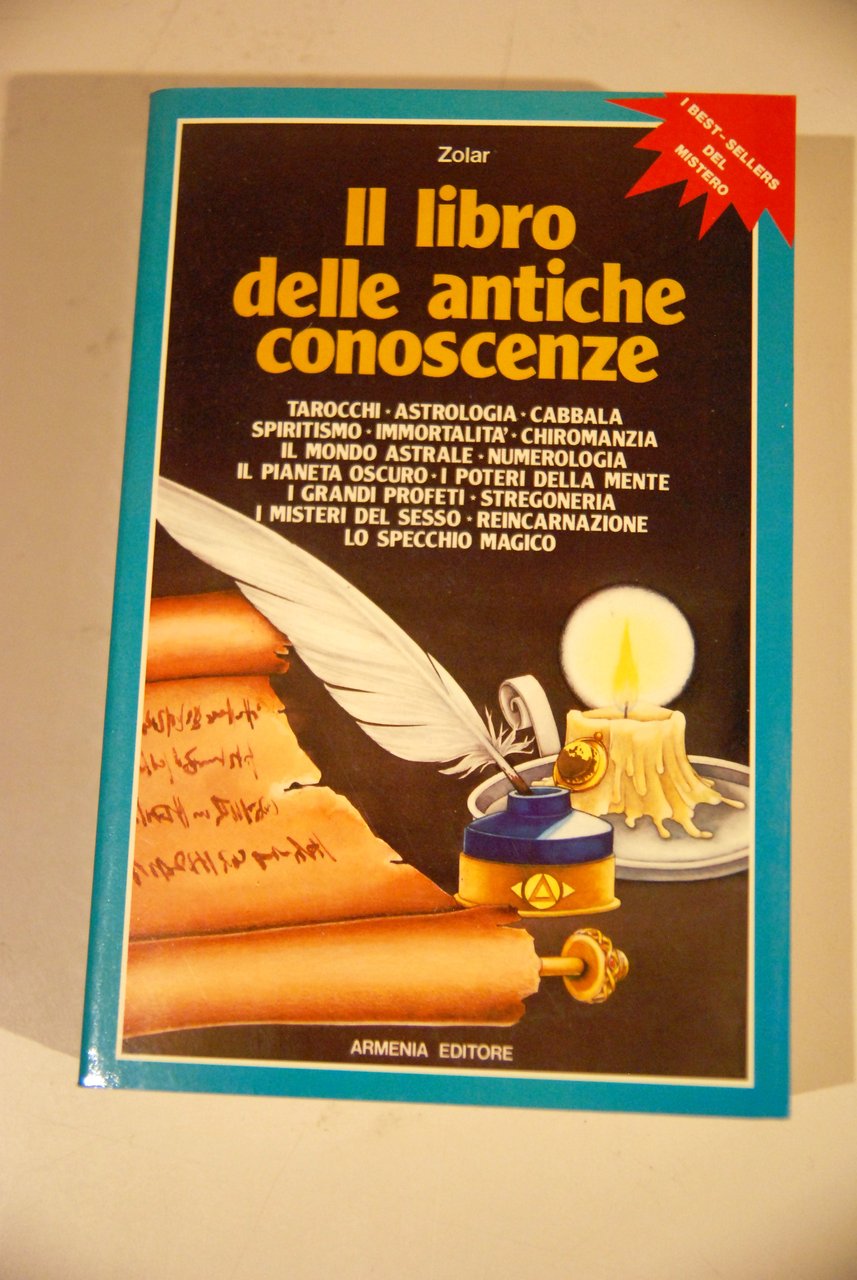 I BEST-SELLERS
DEL
MISTERO
Zolar
Il libro
delle antiche
conoscenze
TAROCCHI • ASTROLOGIA • CABBALA
SPIRITISMO • IMMORTALITA' • CHIROMANZIA
IL MONDO ASTRALE • NUMEROLOGIA
IL PIANETA OSCURO • I POTERI DELLA MENTE
I GRANDI PROFETI • STREGONERIA
I MISTERI DEL SESSO • REINCARNAZIONE
LO SPECCHIO MAGICO
ARMENIA EDITORE